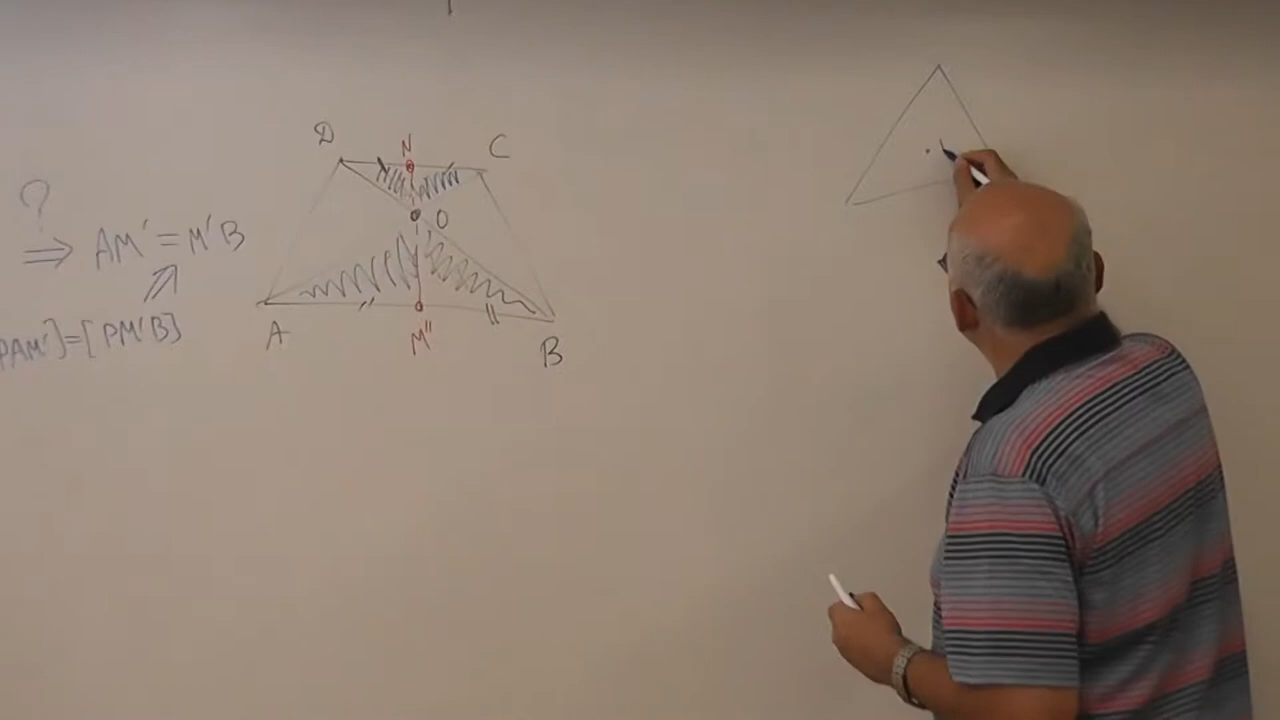 ?
⇒ AM' = M'B
PAM']=[PM'B]
D
N
C
O
A
M"
B